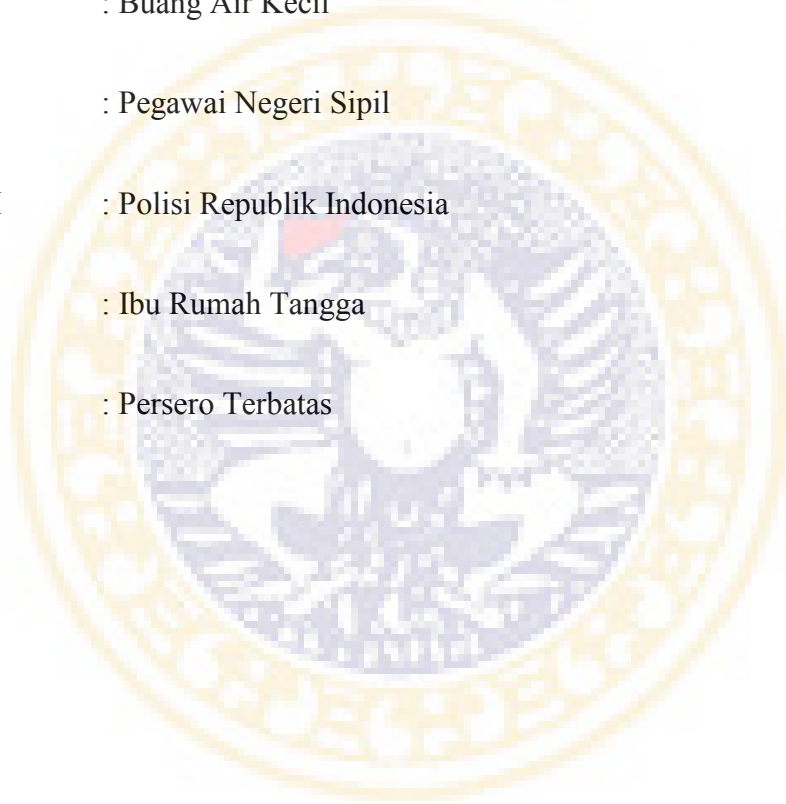 : Buang Air Kecil
: Pegawai Negeri Sipil
: Polisi Republik Indonesia
: Ibu Rumah Tangga
: Persero Terbatas